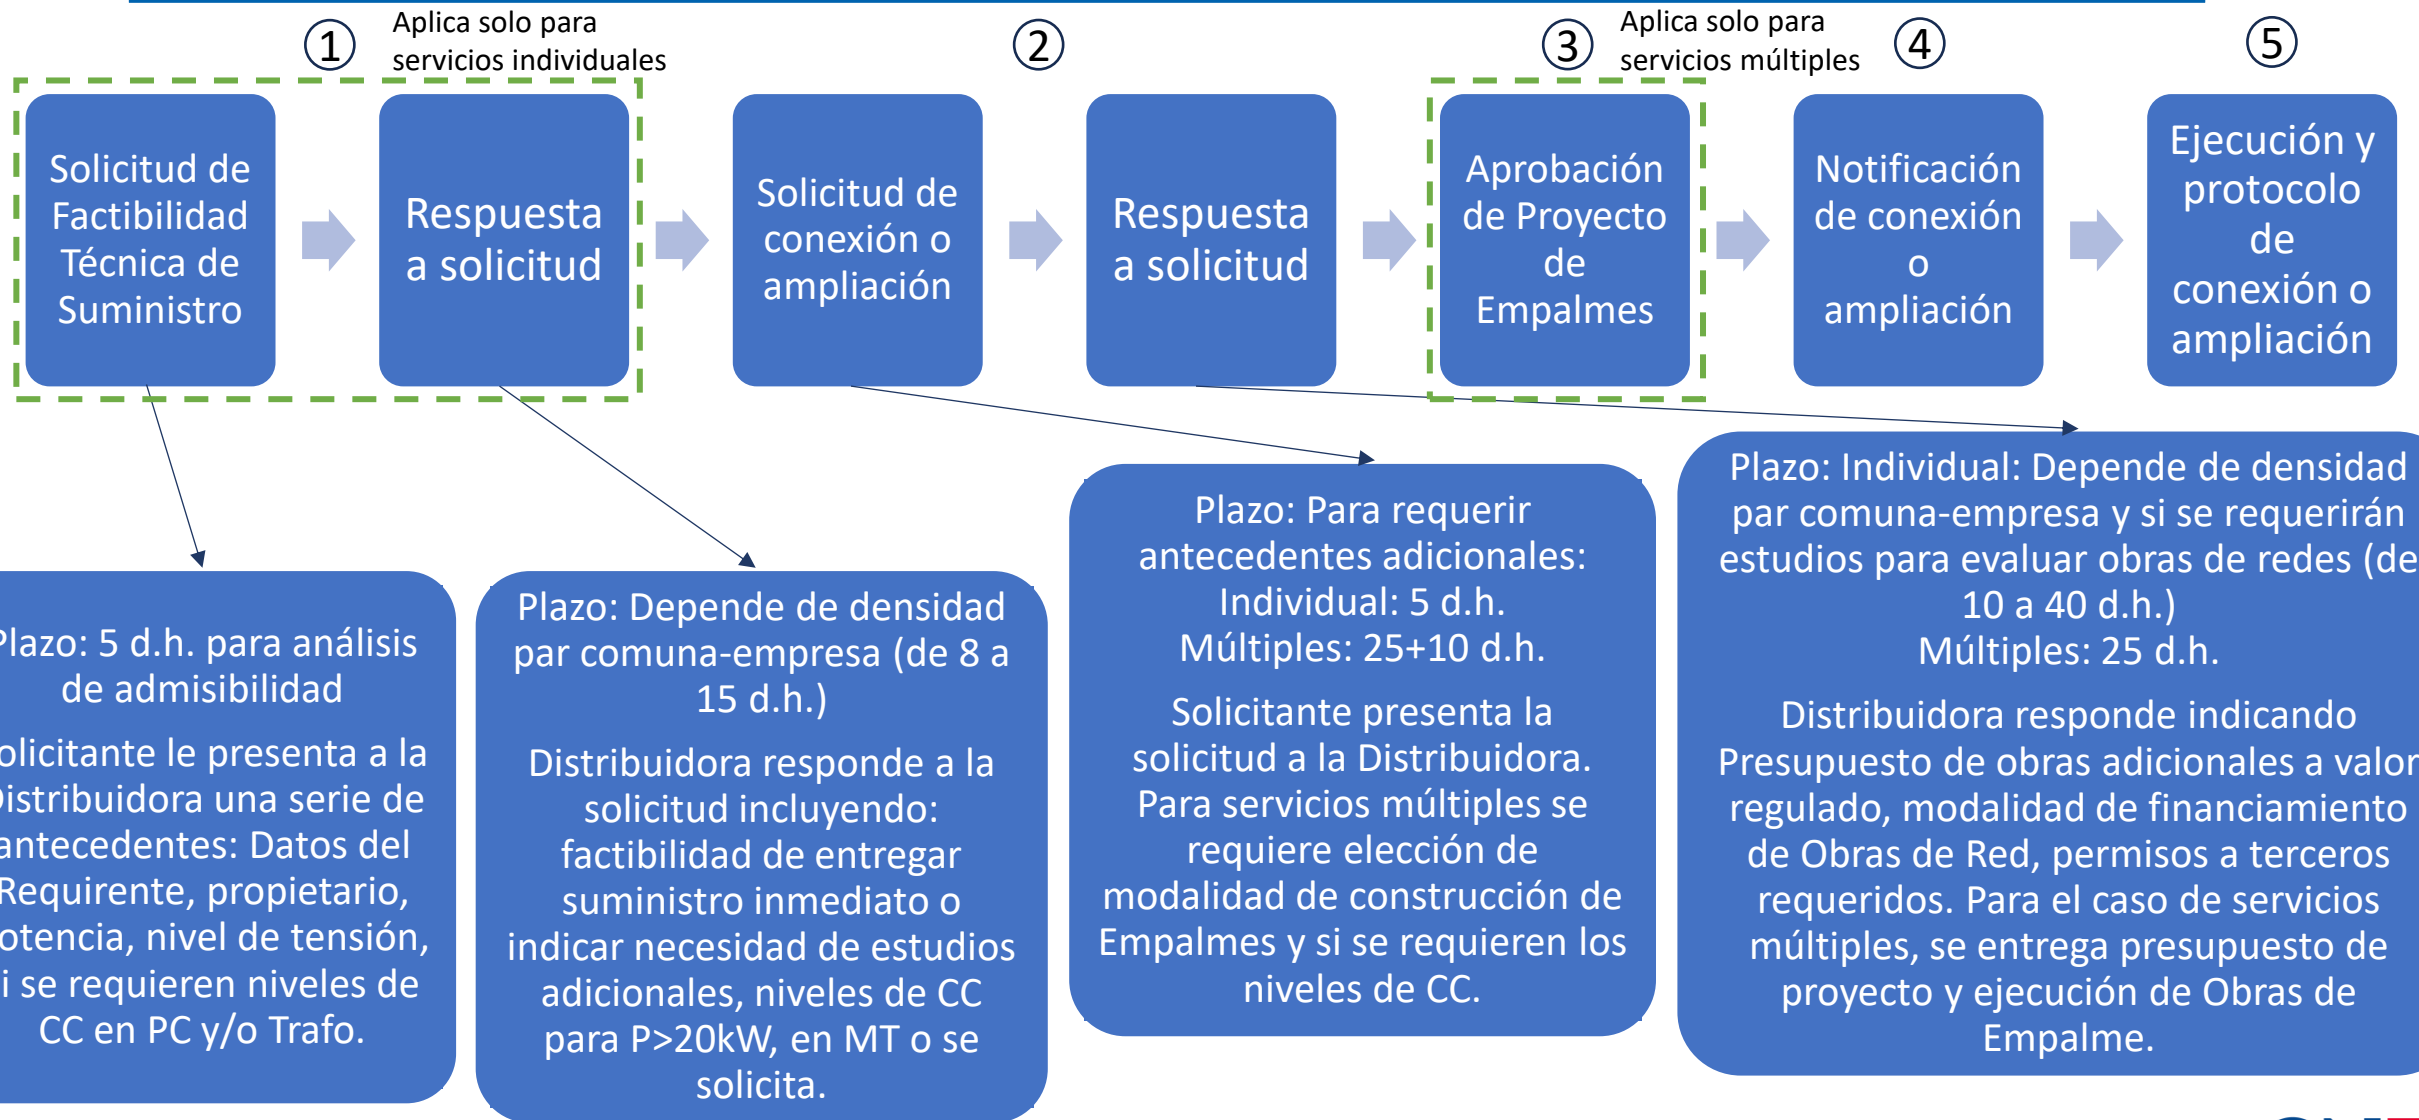 ①
Aplica solo para
servicios individuales
②
③
Aplica solo para
servicios múltiples
④
⑤
Solicitud de
Factibilidad
Técnica de
Suministro
Respuesta
a solicitud
Solicitud de
conexión o
ampliación
Respuesta
a solicitud
Aprobación
de Proyecto
de
Empalmes
Notificación
de conexión
o
ampliación
Ejecución y
protocolo
de
conexión o
ampliación
Plazo: 5 d.h. para análisis
de admisibilidad
olicitante le presenta a la
Distribuidora una serie de
antecedentes: Datos del
Requirente, propietario,
otencia, nivel de tensión,
i se requieren niveles de
CC en PC y/o Trafo.
Plazo: Depende de densidad
par comuna-empresa (de 8 a
15 d.h.)
Distribuidora responde a la
solicitud incluyendo:
factibilidad de entregar
suministro inmediato o
indicar necesidad de estudios
adicionales, niveles de CC
para P>20kW, en MT o se
solicita.
Plazo: Para requerir
antecedentes adicionales:
Individual: 5 d.h.
Múltiples: 25+10 d.h.
Solicitante presenta la
solicitud a la Distribuidora.
Para servicios múltiples se
requiere elección de
modalidad de construcción de
Empalmes y si se requieren los
niveles de CC.
Plazo: Individual: Depende de densidad
par comuna-empresa y si se requerirán
estudios para evaluar obras de redes (de
10 a 40 d.h.)
Múltiples: 25 d.h.
Distribuidora responde indicando
Presupuesto de obras adicionales a valor
regulado, modalidad de financiamiento
de Obras de Red, permisos a terceros
requeridos. Para el caso de servicios
múltiples, se entrega presupuesto de
proyecto y ejecución de Obras de
Empalme.